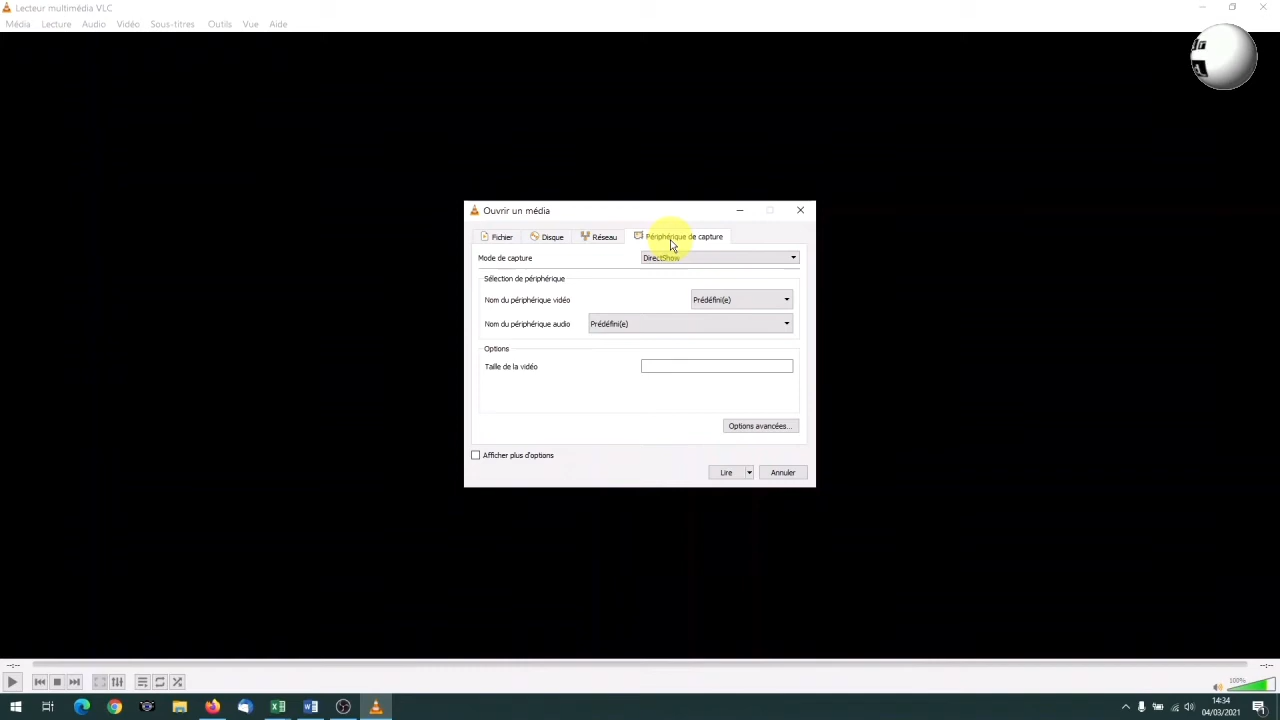 Lecteur multimédia VLC
Média Lecture Audio Vidéo Sous-titres Outils Vue Aide
Ouvrir un média
Fichier Disque Réseau Périphérique de capture
Mode de capture DirectShow
Sélection de périphérique
Nom du périphérique vidéo Prédéfini(e)
Nom du périphérique audio Prédéfini(e)
Options
Taille de la vidéo
Options avancées...
Afficher plus d'options
Lire Annuler
--:-- --:--
100%
14:34
04/03/2021